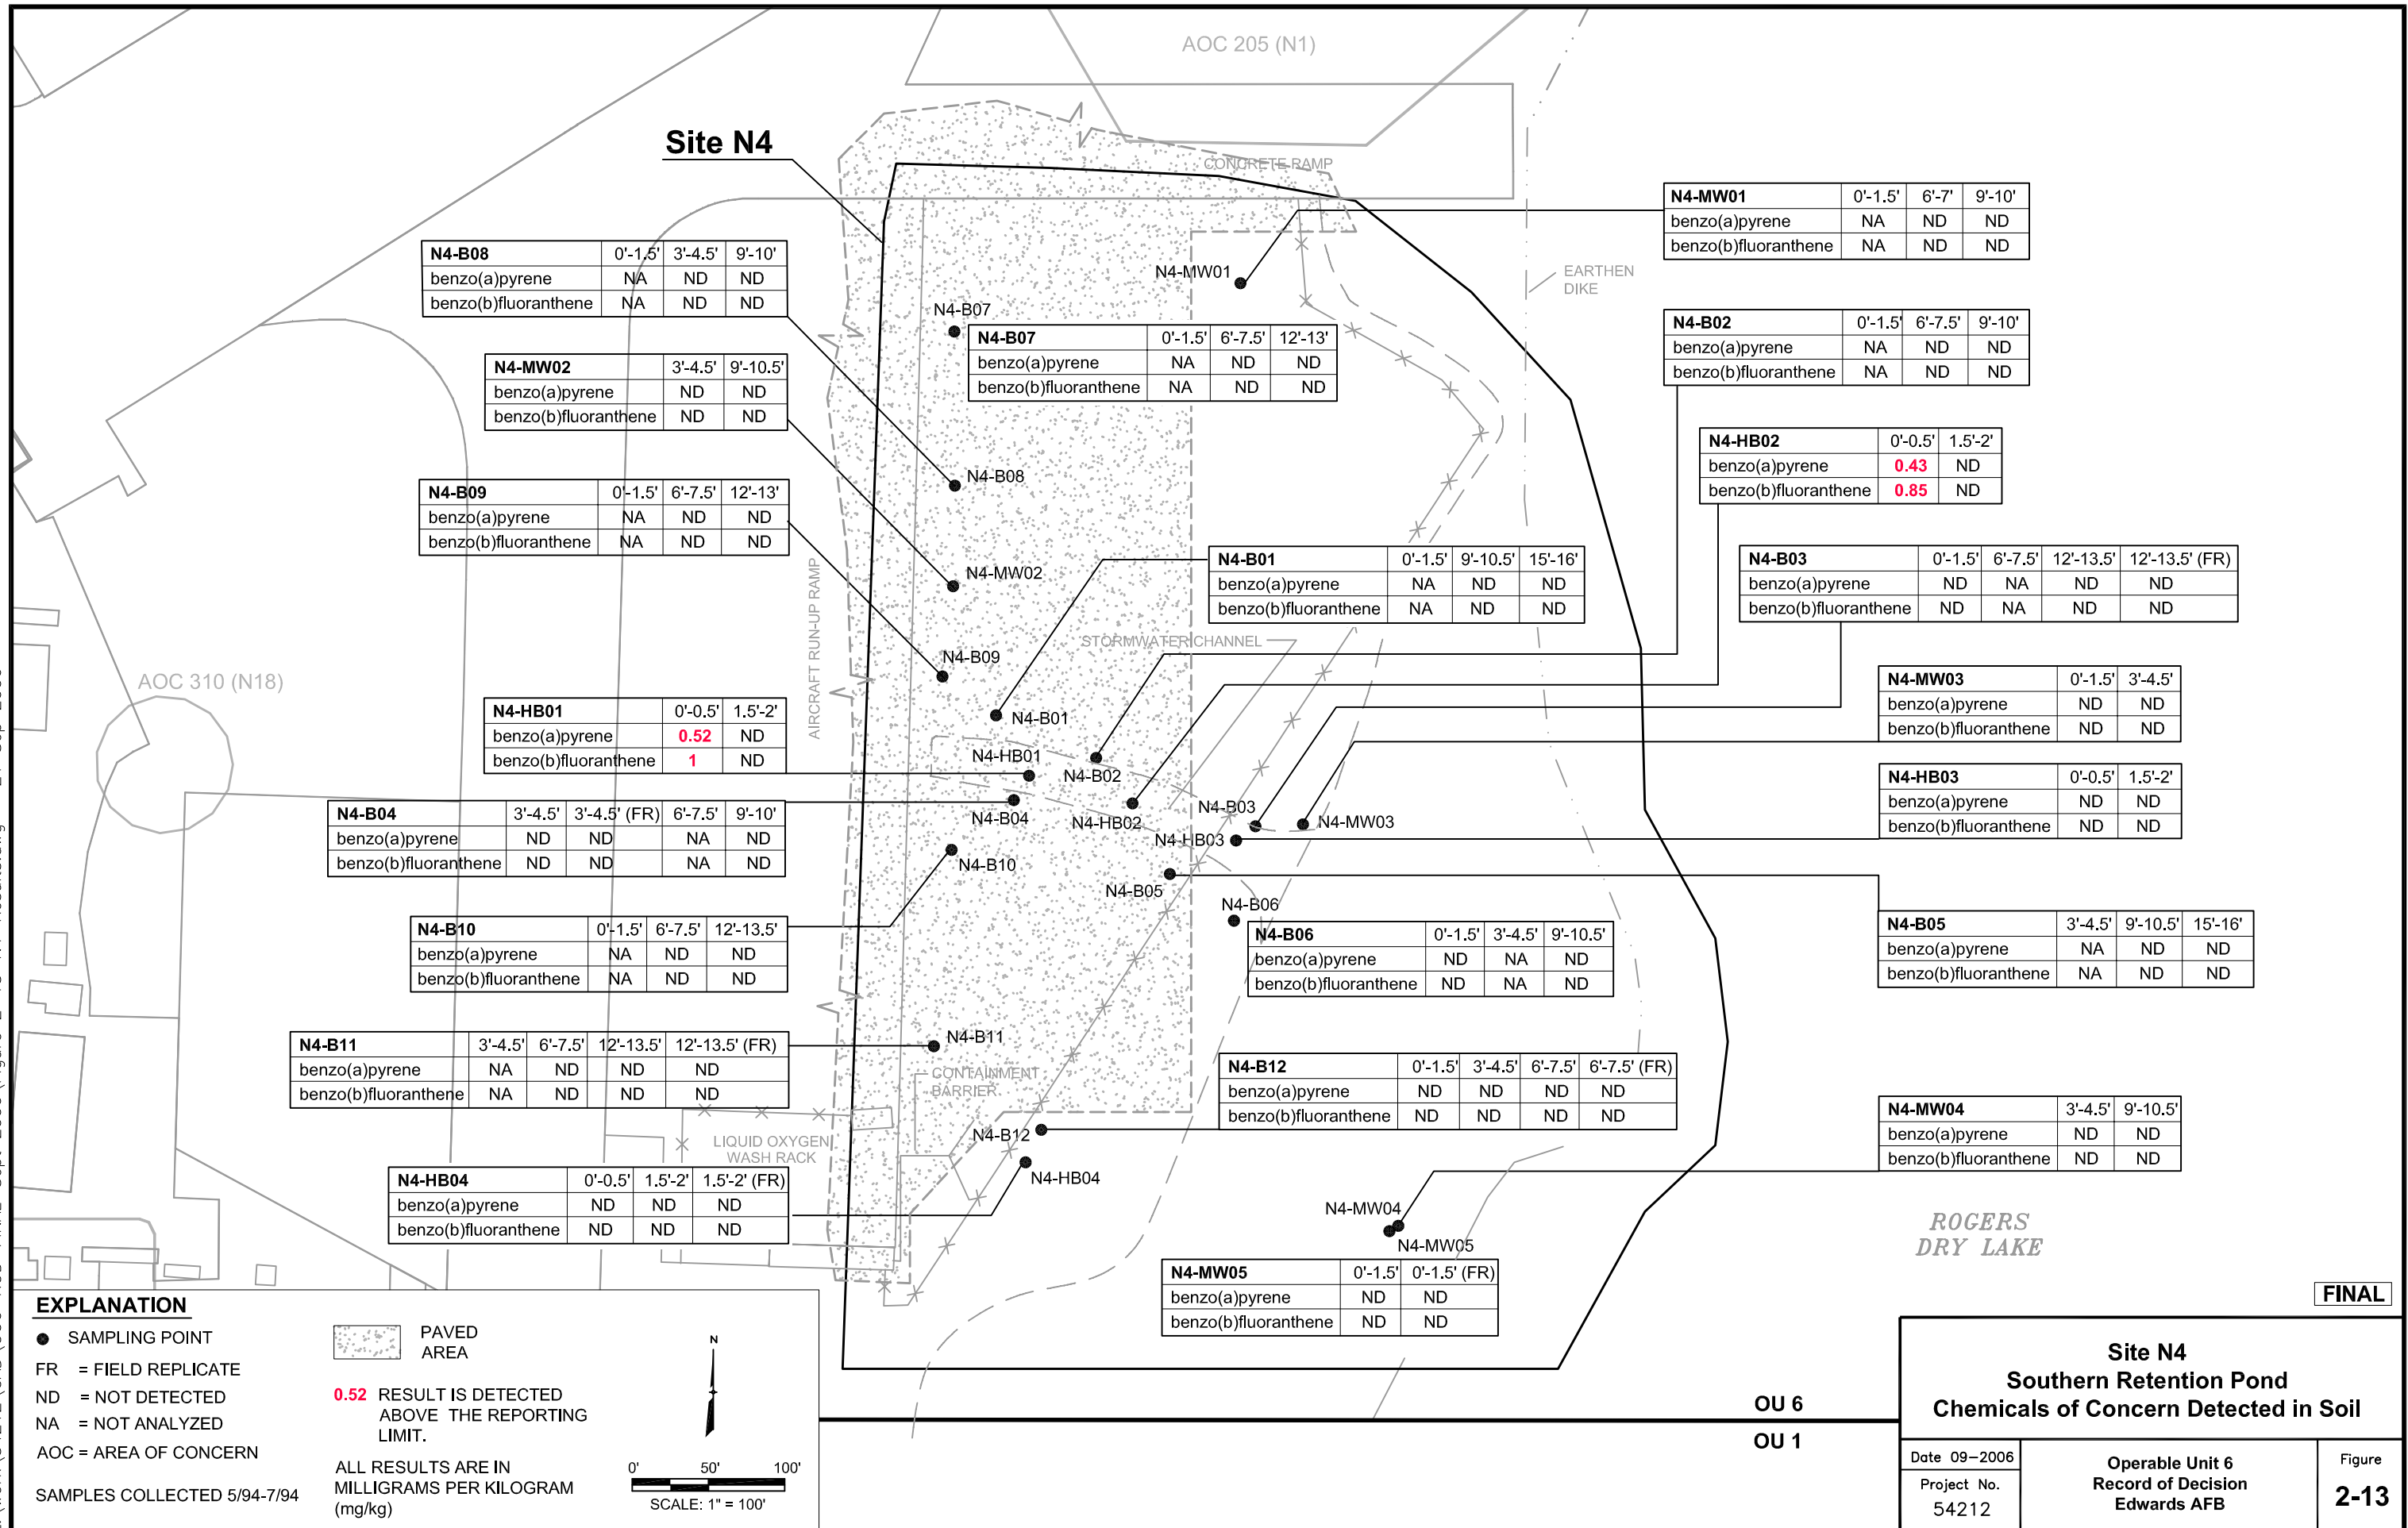 AOC 205 (N1)
Site N4
CONCRETE RAMP
N4-MW01 0'-1.5' 6'-7' 9'-10'
benzo(a)pyrene NA ND ND
benzo(b)fluoranthene NA ND ND
N4-B08 0'-1.5' 3'-4.5' 9'-10'
benzo(a)pyrene NA ND ND
benzo(b)fluoranthene NA ND ND
N4-MW01
EARTHEN
DIKE
N4-B07
N4-B07 0'-1.5' 6'-7.5' 12'-13'
benzo(a)pyrene NA ND ND
benzo(b)fluoranthene NA ND ND
N4-B02 0'-1.5' 6'-7.5' 9'-10'
benzo(a)pyrene NA ND ND
benzo(b)fluoranthene NA ND ND
N4-MW02 3'-4.5' 9'-10.5'
benzo(a)pyrene ND ND
benzo(b)fluoranthene ND ND
N4-HB02 0'-0.5' 1.5'-2'
benzo(a)pyrene 0.43 ND
benzo(b)fluoranthene 0.85 ND
N4-B08
N4-B09 0'-1.5' 6'-7.5' 12'-13'
benzo(a)pyrene NA ND ND
benzo(b)fluoranthene NA ND ND
N4-MW02
AIRCRAFT RUN-UP RAMP
N4-B01 0'-1.5' 9'-10.5' 15'-16'
benzo(a)pyrene NA ND ND
benzo(b)fluoranthene NA ND ND
N4-B03 0'-1.5' 6'-7.5' 12'-13.5' 12'-13.5' (FR)
benzo(a)pyrene ND NA ND ND
benzo(b)fluoranthene ND NA ND ND
STORMWATER CHANNEL
N4-B09
AOC 310 (N18)
N4-MW03 0'-1.5' 3'-4.5'
benzo(a)pyrene ND ND
benzo(b)fluoranthene ND ND
N4-HB01 0'-0.5' 1.5'-2'
benzo(a)pyrene 0.52 ND
benzo(b)fluoranthene 1 ND
N4-B01
N4-HB01
N4-B02
N4-HB03 0'-0.5' 1.5'-2'
benzo(a)pyrene ND ND
benzo(b)fluoranthene ND ND
N4-B04 3'-4.5' 3'-4.5' (FR) 6'-7.5' 9'-10'
benzo(a)pyrene ND ND NA ND
benzo(b)fluoranthene ND ND NA ND
N4-B04
N4-HB02
N4-B03
N4-MW03
N4-HB03
N4-B10
N4-B05
N4-B06
N4-B06 0'-1.5' 3'-4.5' 9'-10.5'
benzo(a)pyrene ND NA ND
benzo(b)fluoranthene ND NA ND
N4-B05 3'-4.5' 9'-10.5' 15'-16'
benzo(a)pyrene NA ND ND
benzo(b)fluoranthene NA ND ND
N4-B10 0'-1.5' 6'-7.5' 12'-13.5'
benzo(a)pyrene NA ND ND
benzo(b)fluoranthene NA ND ND
N4-B11 3'-4.5' 6'-7.5' 12'-13.5' 12'-13.5' (FR)
benzo(a)pyrene NA ND ND ND
benzo(b)fluoranthene NA ND ND ND
N4-B11
CONTAINMENT
BARRIER
N4-B12 0'-1.5' 3'-4.5' 6'-7.5' 6'-7.5' (FR)
benzo(a)pyrene ND ND ND ND
benzo(b)fluoranthene ND ND ND ND
N4-MW04 3'-4.5' 9'-10.5'
benzo(a)pyrene ND ND
benzo(b)fluoranthene ND ND
N4-B12
LIQUID OXYGEN
WASH RACK
N4-HB04
N4-HB04 0'-0.5' 1.5'-2' 1.5'-2' (FR)
benzo(a)pyrene ND ND ND
benzo(b)fluoranthene ND ND ND
N4-MW04
N4-MW05
ROGERS
DRY LAKE
N4-MW05 0'-1.5' 0'-1.5' (FR)
benzo(a)pyrene ND ND
benzo(b)fluoranthene ND ND
FINAL
EXPLANATION
SAMPLING POINT
FR = FIELD REPLICATE
ND = NOT DETECTED
NA = NOT ANALYZED
AOC = AREA OF CONCERN
SAMPLES COLLECTED 5/94-7/94
PAVED
AREA
0.52 RESULT IS DETECTED
ABOVE THE REPORTING
LIMIT.
ALL RESULTS ARE IN
MILLIGRAMS PER KILOGRAM
(mg/kg)
N
0' 50' 100'
SCALE: 1" = 100'
OU 6
OU 1
Site N4
Southern Retention Pond
Chemicals of Concern Detected in Soil
Date 09-2006
Project No.
54212
Operable Unit 6
Record of Decision
Edwards AFB
Figure
2-13